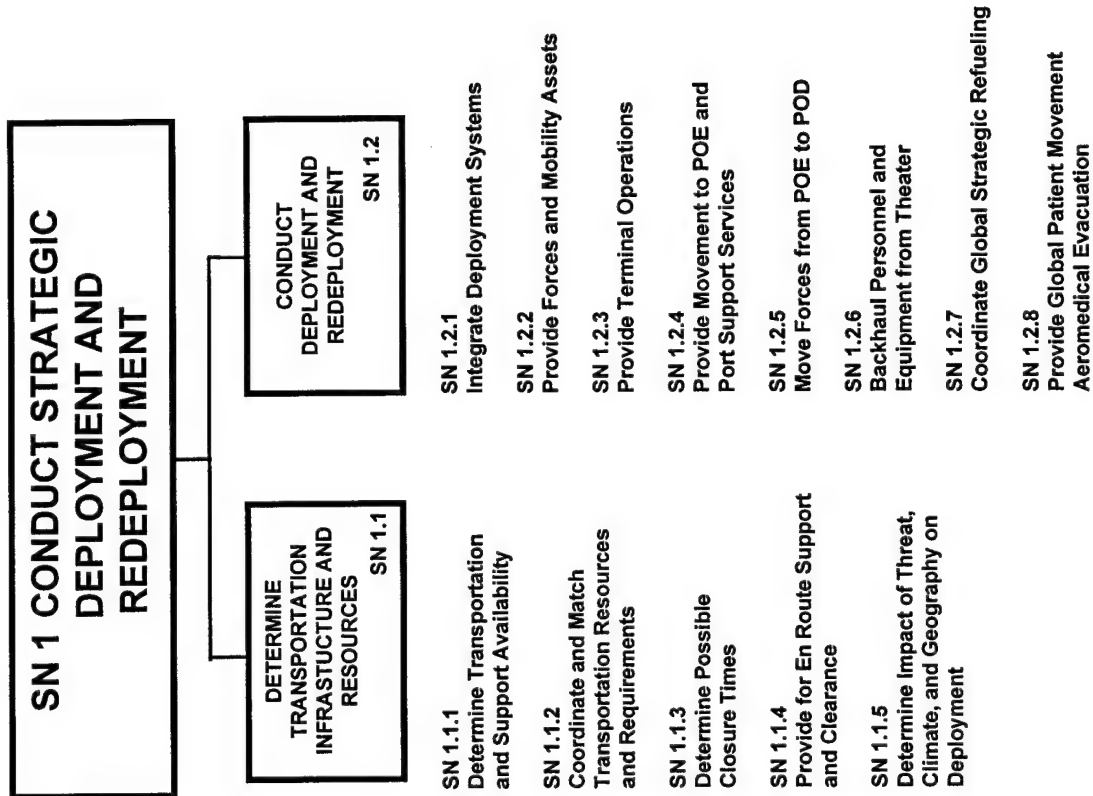 SN 1 CONDUCT STRATEGIC
DEPLOYMENT AND
REDEPLOYMENT
DETERMINE
TRANSPORTATION
INFRASTUCTURE AND
RESOURCES
SN 1.1
SN 1.1.1
Determine Transportation
and Support Availability
SN 1.1.2
Coordinate and Match
Transportation Resources
and Requirements
SN 1.1.3
Determine Possible
Closure Times
SN 1.1.4
Provide for En Route Support
and Clearance
SN 1.1.5
Determine Impact of Threat,
Climate, and Geography on
Deployment
CONDUCT
DEPLOYMENT AND
REDEPLOYMENT
SN 1.2
SN 1.2.1
Integrate Deployment Systems
SN 1.2.2
Provide Forces and Mobility Assets
SN 1.2.3
Provide Terminal Operations
SN 1.2.4
Provide Movement to POE and
Port Support Services
SN 1.2.5
Move Forces from POE to POD
SN 1.2.6
Backhaul Personnel and
Equipment from Theater
SN 1.2.7
Coordinate Global Strategic Refueling
SN 1.2.8
Provide Global Patient Movement
Aeromedical Evacuation